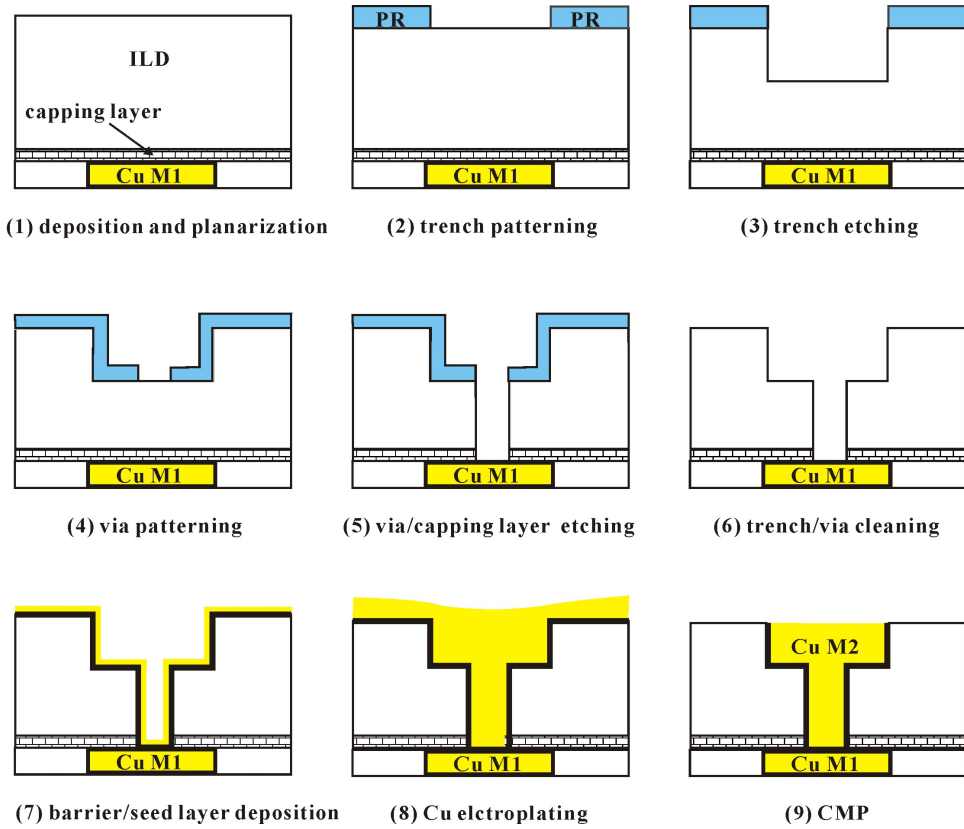 ILD
capping layer
Cu M1
(1) deposition and planarization
PR PR
Cu M1
(2) trench patterning
Cu M1
(3) trench etching
Cu M1
(4) via patterning
Cu M1
(5) via/capping layer etching
Cu M1
(6) trench/via cleaning
Cu M1
(7) barrier/seed layer deposition
Cu M1
(8) Cu elctroplating
Cu M2
Cu M1
(9) CMP